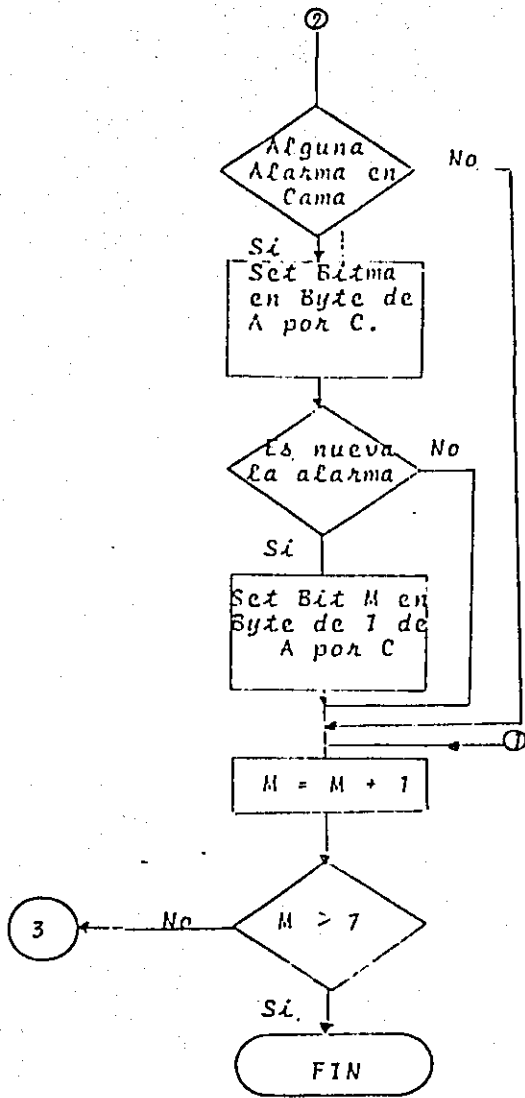 2
Alguna
Alarma en
Cama
No
Si
Set Bitma
en Byte de
A por C.
Es nueva
la alarma
No
Si
Set Bit M en
Byte de 1 de
A por C
1
M = M + 1
M > 7
No
3
Si.
FIN